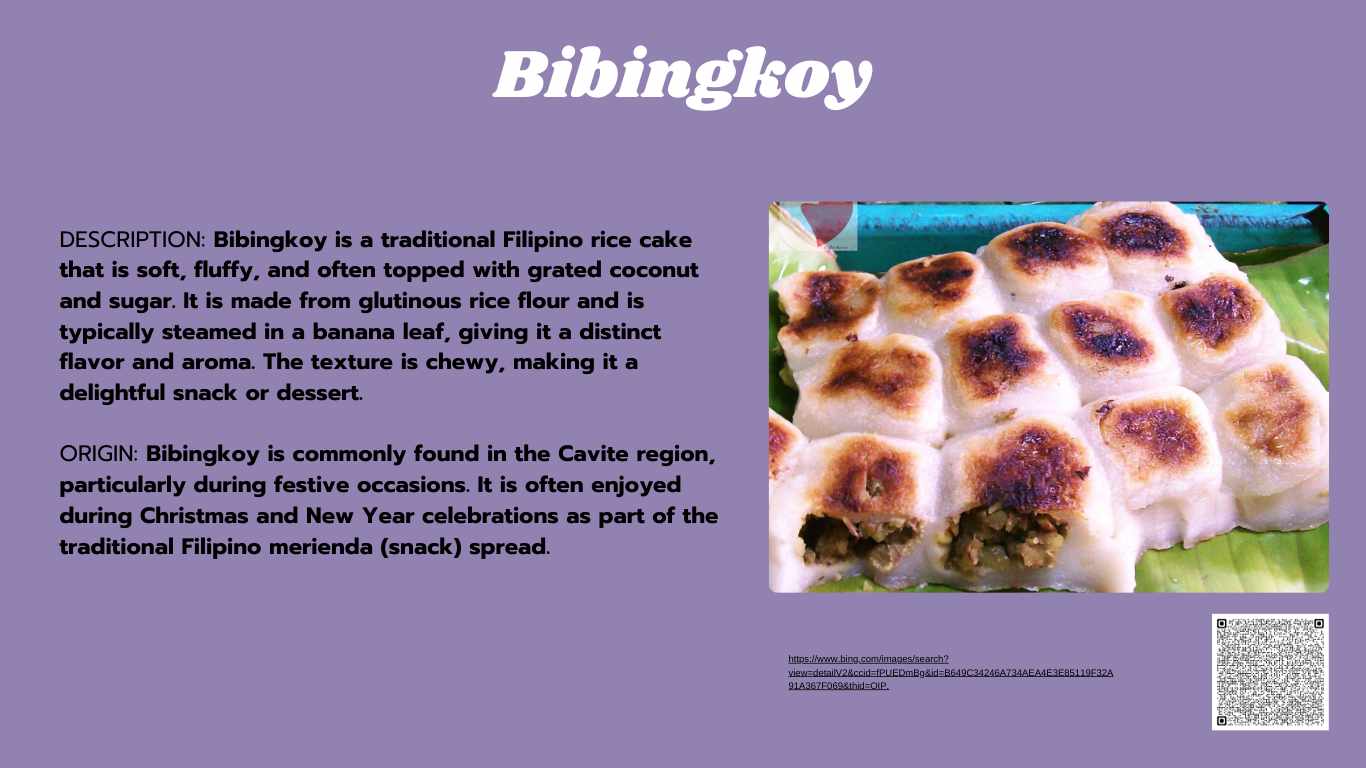 Bibingkoy
DESCRIPTION: Bibingkoy is a traditional Filipino rice cake
that is soft, fluffy, and often topped with grated coconut
and sugar. It is made from glutinous rice flour and is
typically steamed in a banana leaf, giving it a distinct
flavor and aroma. The texture is chewy, making it a
delightful snack or dessert.
ORIGIN: Bibingkoy is commonly found in the Cavite region,
particularly during festive occasions. It is often enjoyed
during Christmas and New Year celebrations as part of the
traditional Filipino merienda (snack) spread.
https://www.bing.com/images/search?
view=detailV2&ccid=fPUEDmBg&id=B649C34246A734AEA4E3E85119F32A
91A367F069&thid=OIP.